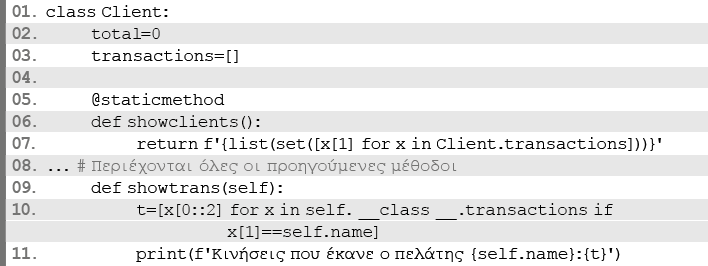 01. class Client:
02. total=0
03. transactions=[]
04.
05. @staticmethod
06. def showclients():
07. return f'{list(set([x[1] for x in Client.transactions]))}'
08. ... # Περιέχονται όλες οι προηγούμενες μέθοδοι
09. def showtrans(self):
10. t=[x[0::2] for x in self. __class __.transactions if
x[1]==self.name]
11. print(f'Κινήσεις που έκανε ο πελάτης {self.name}:{t}')